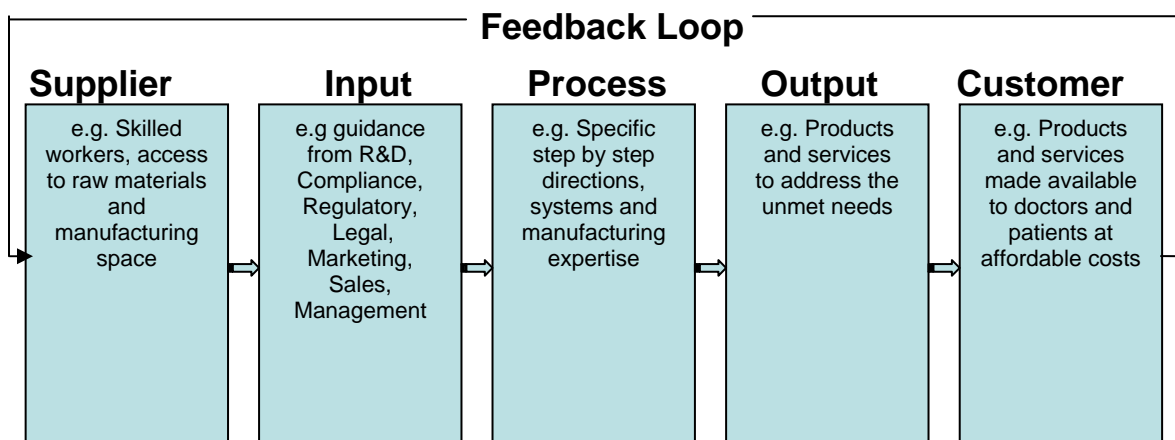 Feedback Loop
Supplier
e.g. Skilled
workers, access
to raw materials
and
manufacturing
space
Input
e.g guidance
from R&D,
Compliance,
Regulatory,
Legal,
Marketing,
Sales,
Management
Process
e.g. Specific
step by step
directions,
systems and
manufacturing
expertise
Output
e.g. Products
and services
to address the
unmet needs
Customer
e.g. Products
and services
made available
to doctors and
patients at
affordable costs